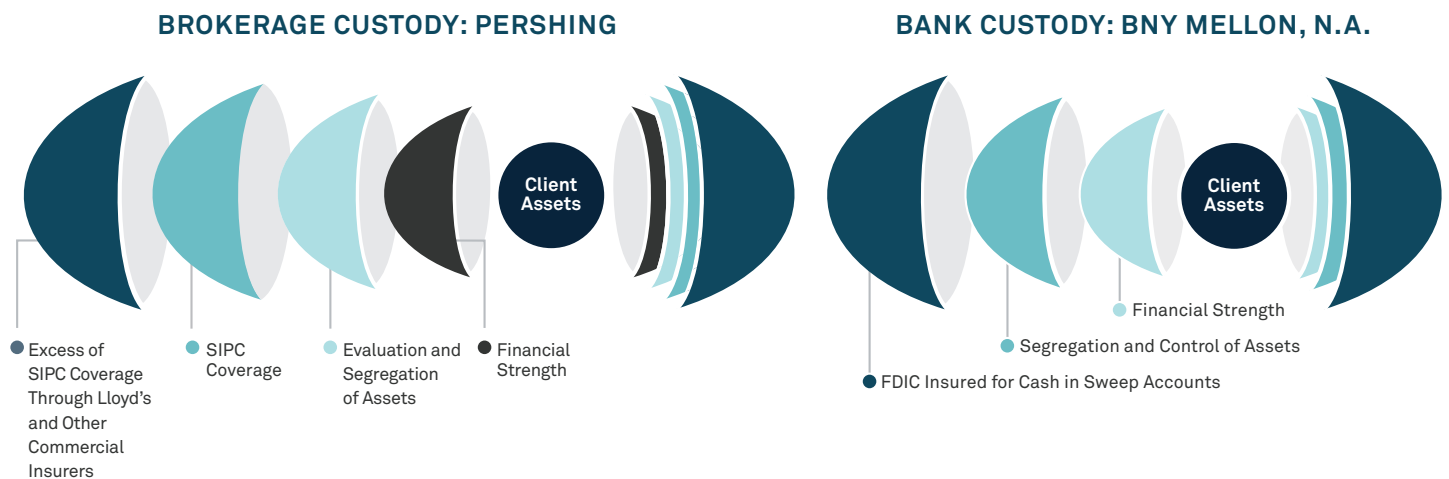 BROKERAGE CUSTODY: PERSHING
Client
Assets
Excess of
SIPC Coverage
Through Lloyd’s
and Other
Commercial
Insurers
SIPC
Coverage
Evaluation and
Segregation
of Assets
Financial
Strength
BANK CUSTODY: BNY MELLON, N.A.
Client
Assets
Financial Strength
Segregation and Control of Assets
FDIC Insured for Cash in Sweep Accounts